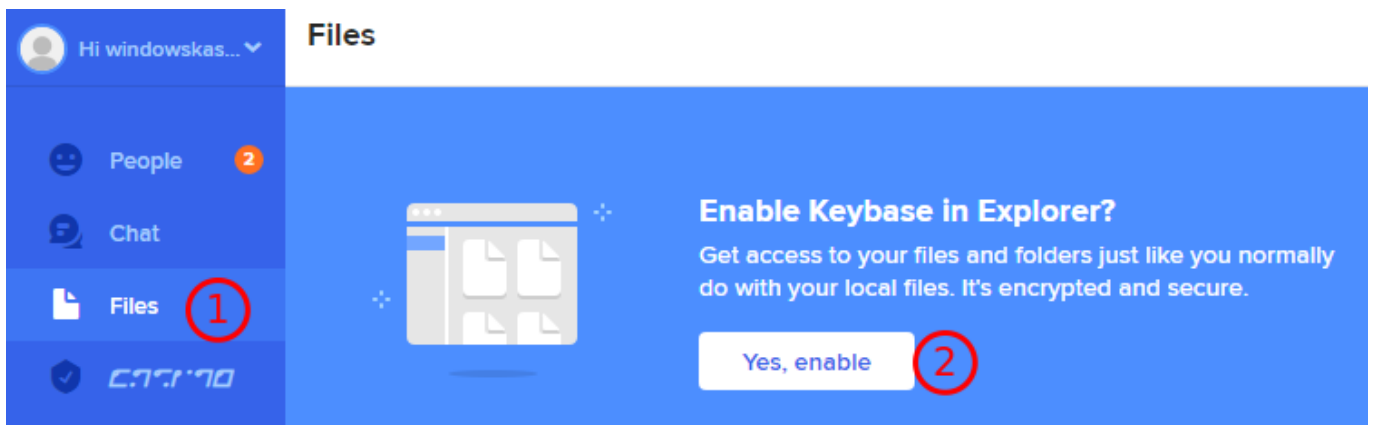 Hi windowskas...
Files
People 2
Chat
Files 1
Enable Keybase in Explorer?
Get access to your files and folders just like you normally
do with your local files. It's encrypted and secure.
Yes, enable 2